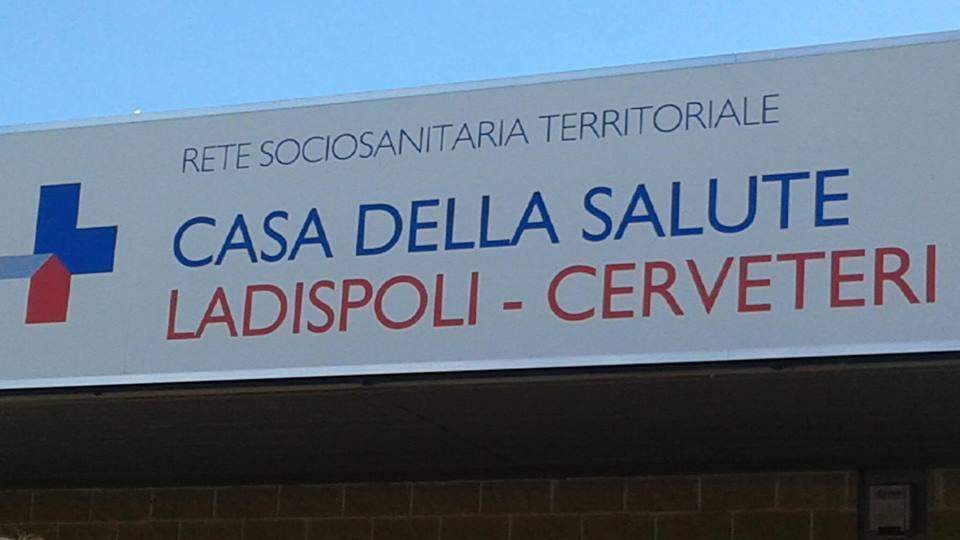 RETE SOCIOSANITARIA TERRITORIALE
CASA DELLA SALUTE
LADISPOLI - CERVETERI